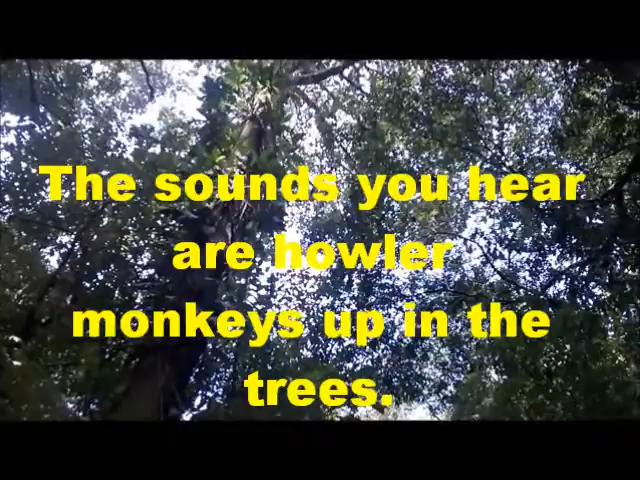 The sounds you hear
are howler
monkeys up in the
trees.